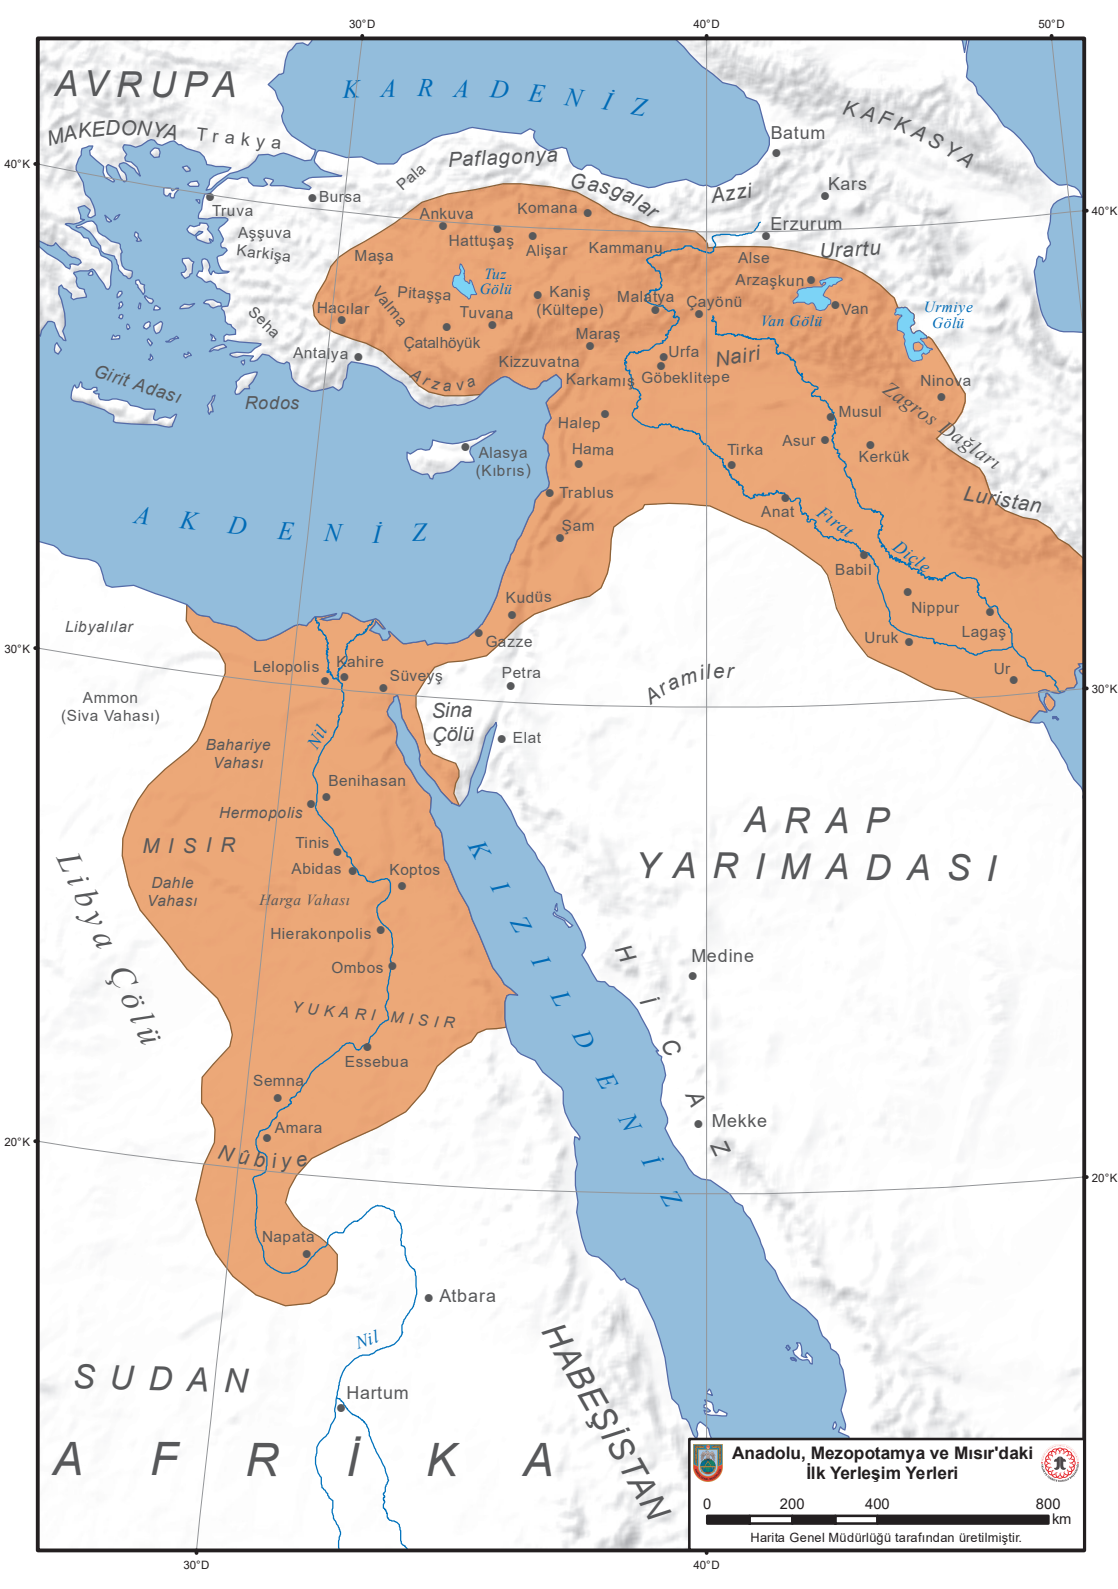 30°D
40°D
50°D
AVRUPA
KARADENİZ
KAFKASYA
MAKEDONYA
Trakya
Batum
40°K
Paflagonya
Pala
Gasgalar
Azzi
Kars
Truva
Bursa
40°K
Ankuva
Komana
Erzurum
Aşşuva
Karkişa
Hattuşaş
Alişar
Kammanu
Urartu
Maşa
Alse
Tuz
Gölü
Arzaşkun
Pitaşşa
Kaniş
(Kültepe)
Malatya
Çayönü
Van
Urmiye
Gölü
Hacılar
Valma
Tuvana
Van Gölü
Seha
Maraş
Antalya
Çatalhöyük
Urfa
Nairi
Kizzuvatna
Göbeklitepe
Arzava
Karkamış
Ninova
Girit Adası
Rodos
Zagros Dağları
Halep
Musul
Alasya
(Kıbrıs)
Hama
Tirka
Asur
Kerkük
Trablus
Luristan
AKDENİZ
Şam
Anat
Fırat
Dicle
Babil
Kudüs
Nippur
Libyalılar
Gazze
Uruk
Lagaş
30°K
Lelopolis
Kahire
Süveyş
Petra
Aramiler
Ur
30°K
Ammon
(Siva Vahası)
Sina
Çölü
Elat
Nil
Bahariye
Vahası
Benihasan
Hermopolis
ARAP
YARIMADASI
MISIR
Tinis
Abidas
Koptos
KIZILDENİZ
Libya Çölü
Dahle
Vahası
Harga Vahası
Hierakonpolis
HİCAZ
Medine
Ombos
YUKARI MISIR
Essebua
Semna
Amara
Mekke
20°K
Nûbiye
20°K
Napata
Atbara
Nil
HABEŞİSTAN
SUDAN
Hartum
AFRİKA
Anadolu, Mezopotamya ve Mısır'daki
İlk Yerleşim Yerleri
0 200 400 800
km
Harita Genel Müdürlüğü tarafından üretilmiştir.
30°D
40°D